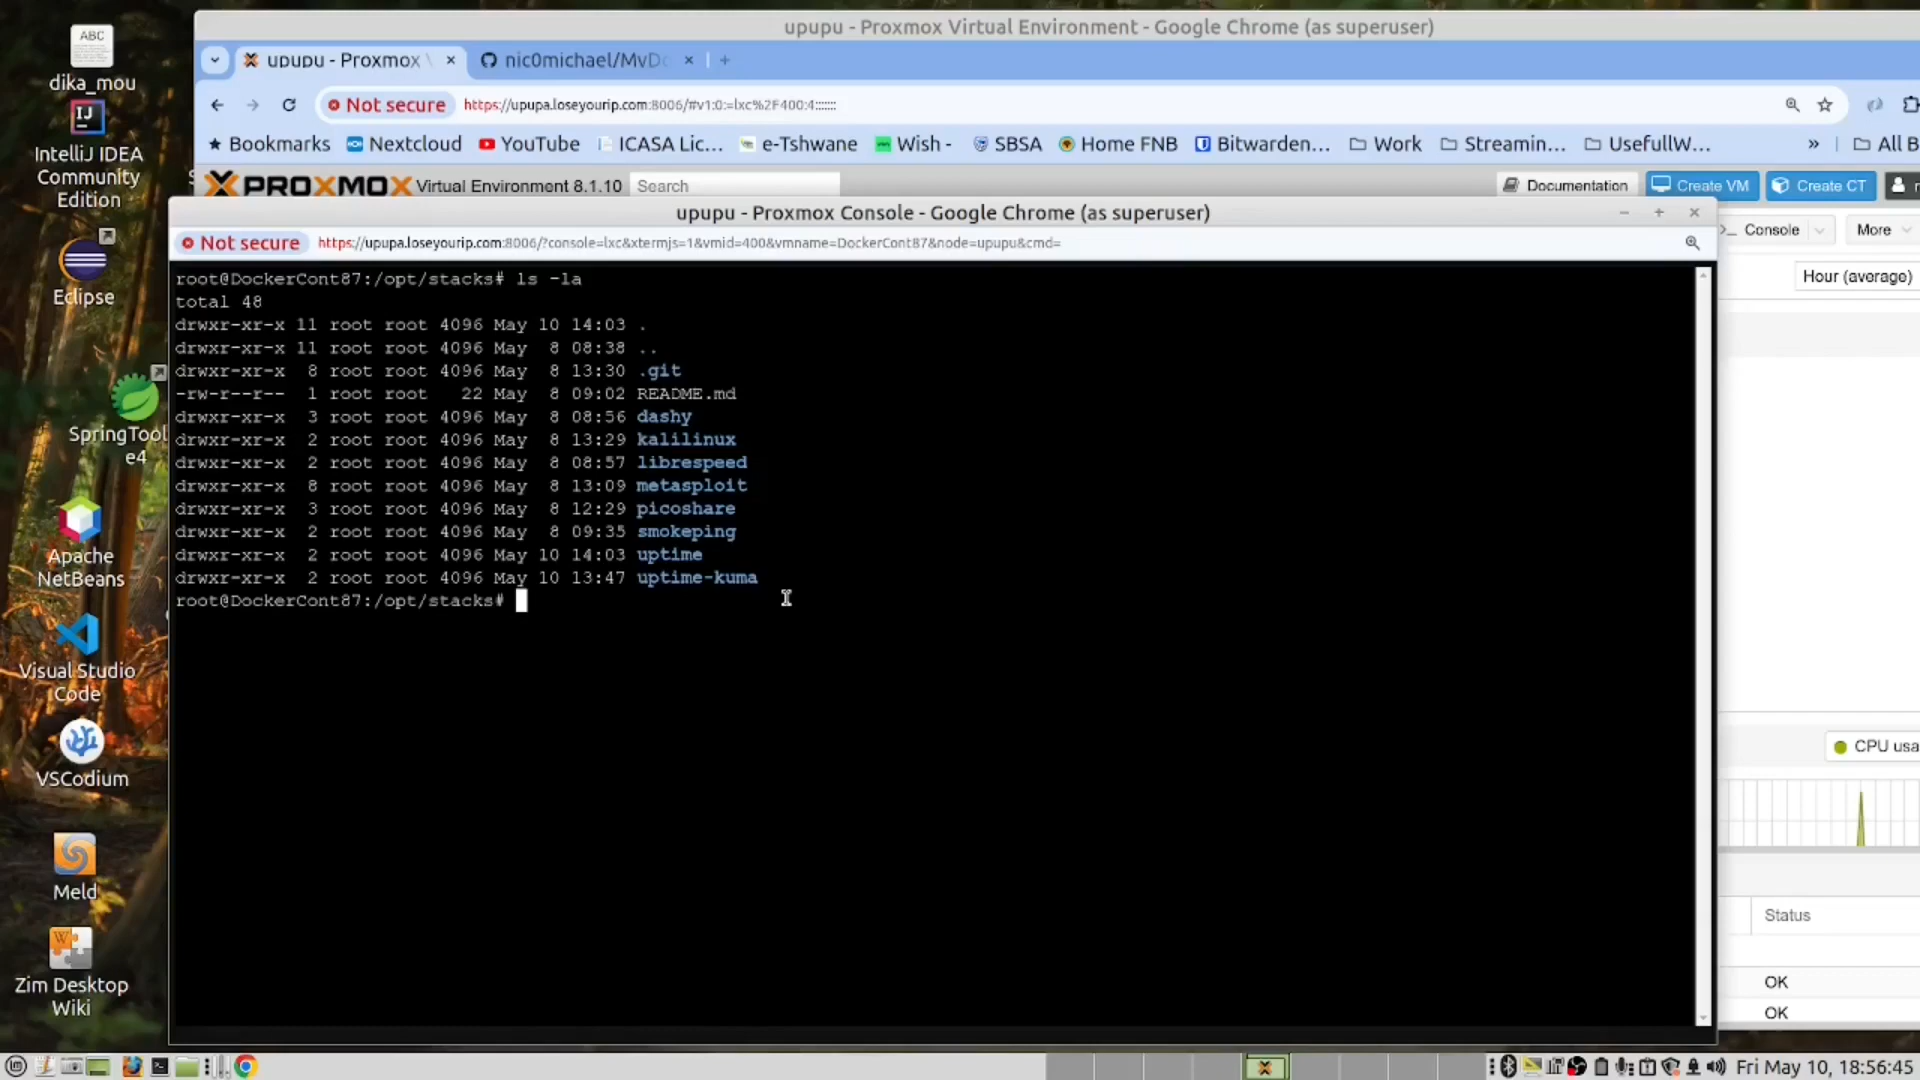 upupu - Proxmox Virtual Environment - Google Chrome (as superuser)
upupu - Proxmox
nic0michael/MyDo
Not secure
https://upupa.loseyourip.com:8006/#v1:0:=lxc%2F400:4:::::::
Bookmarks
Nextcloud
YouTube
ICASA Lic...
e-Tshwane
Wish -
SBSA
Home FNB
Bitwarden...
Work
Streamin...
UsefullW...
»
All B
PROXMOX Virtual Environment 8.1.10
Search
Documentation
Create VM
Create CT
upupu - Proxmox Console - Google Chrome (as superuser)
Not secure
https://upupa.loseyourip.com:8006/?console=lxc&xtermjs=1&vmid=400&vmname=DockerCont87&node=upupu&cmd=
Console
More
Hour (average)
root@DockerCont87:/opt/stacks# ls -la
total 48
drwxr-xr-x 11 root root 4096 May 10 14:03 .
drwxr-xr-x 11 root root 4096 May  8 08:38 ..
drwxr-xr-x  8 root root 4096 May  8 13:30 .git
-rw-r--r--  1 root root   22 May  8 09:02 README.md
drwxr-xr-x  3 root root 4096 May  8 08:56 dashy
drwxr-xr-x  2 root root 4096 May  8 13:29 kalilinux
drwxr-xr-x  2 root root 4096 May  8 08:57 librespeed
drwxr-xr-x  8 root root 4096 May  8 13:09 metasploit
drwxr-xr-x  3 root root 4096 May  8 12:29 picoshare
drwxr-xr-x  2 root root 4096 May  8 09:35 smokeping
drwxr-xr-x  2 root root 4096 May 10 14:03 uptime
drwxr-xr-x  2 root root 4096 May 10 13:47 uptime-kuma
root@DockerCont87:/opt/stacks#
CPU usa
Status
OK
OK
ABC
dika_mou
IJ
IntelliJ IDEA
Community
Edition
Eclipse
SpringTool
e4
Apache
NetBeans
Visual Studio
Code
VSCodium
Meld
W
Zim Desktop
Wiki
Fri May 10, 18:56:45